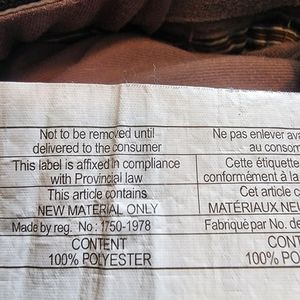 Not to be removed until
delivered to the consumer
This label is affixed in compliance
with Provincial law
This article contains
NEW MATERIAL ONLY
Made by reg. No: 1750-1978
CONTENT
100% POLYESTER
Ne pas enlever ava
au consom
Cette étiquette
conformément à la
Cet article c
MATÉRIAUX NEU
Fabriqué par No. de
CONT
100% PO